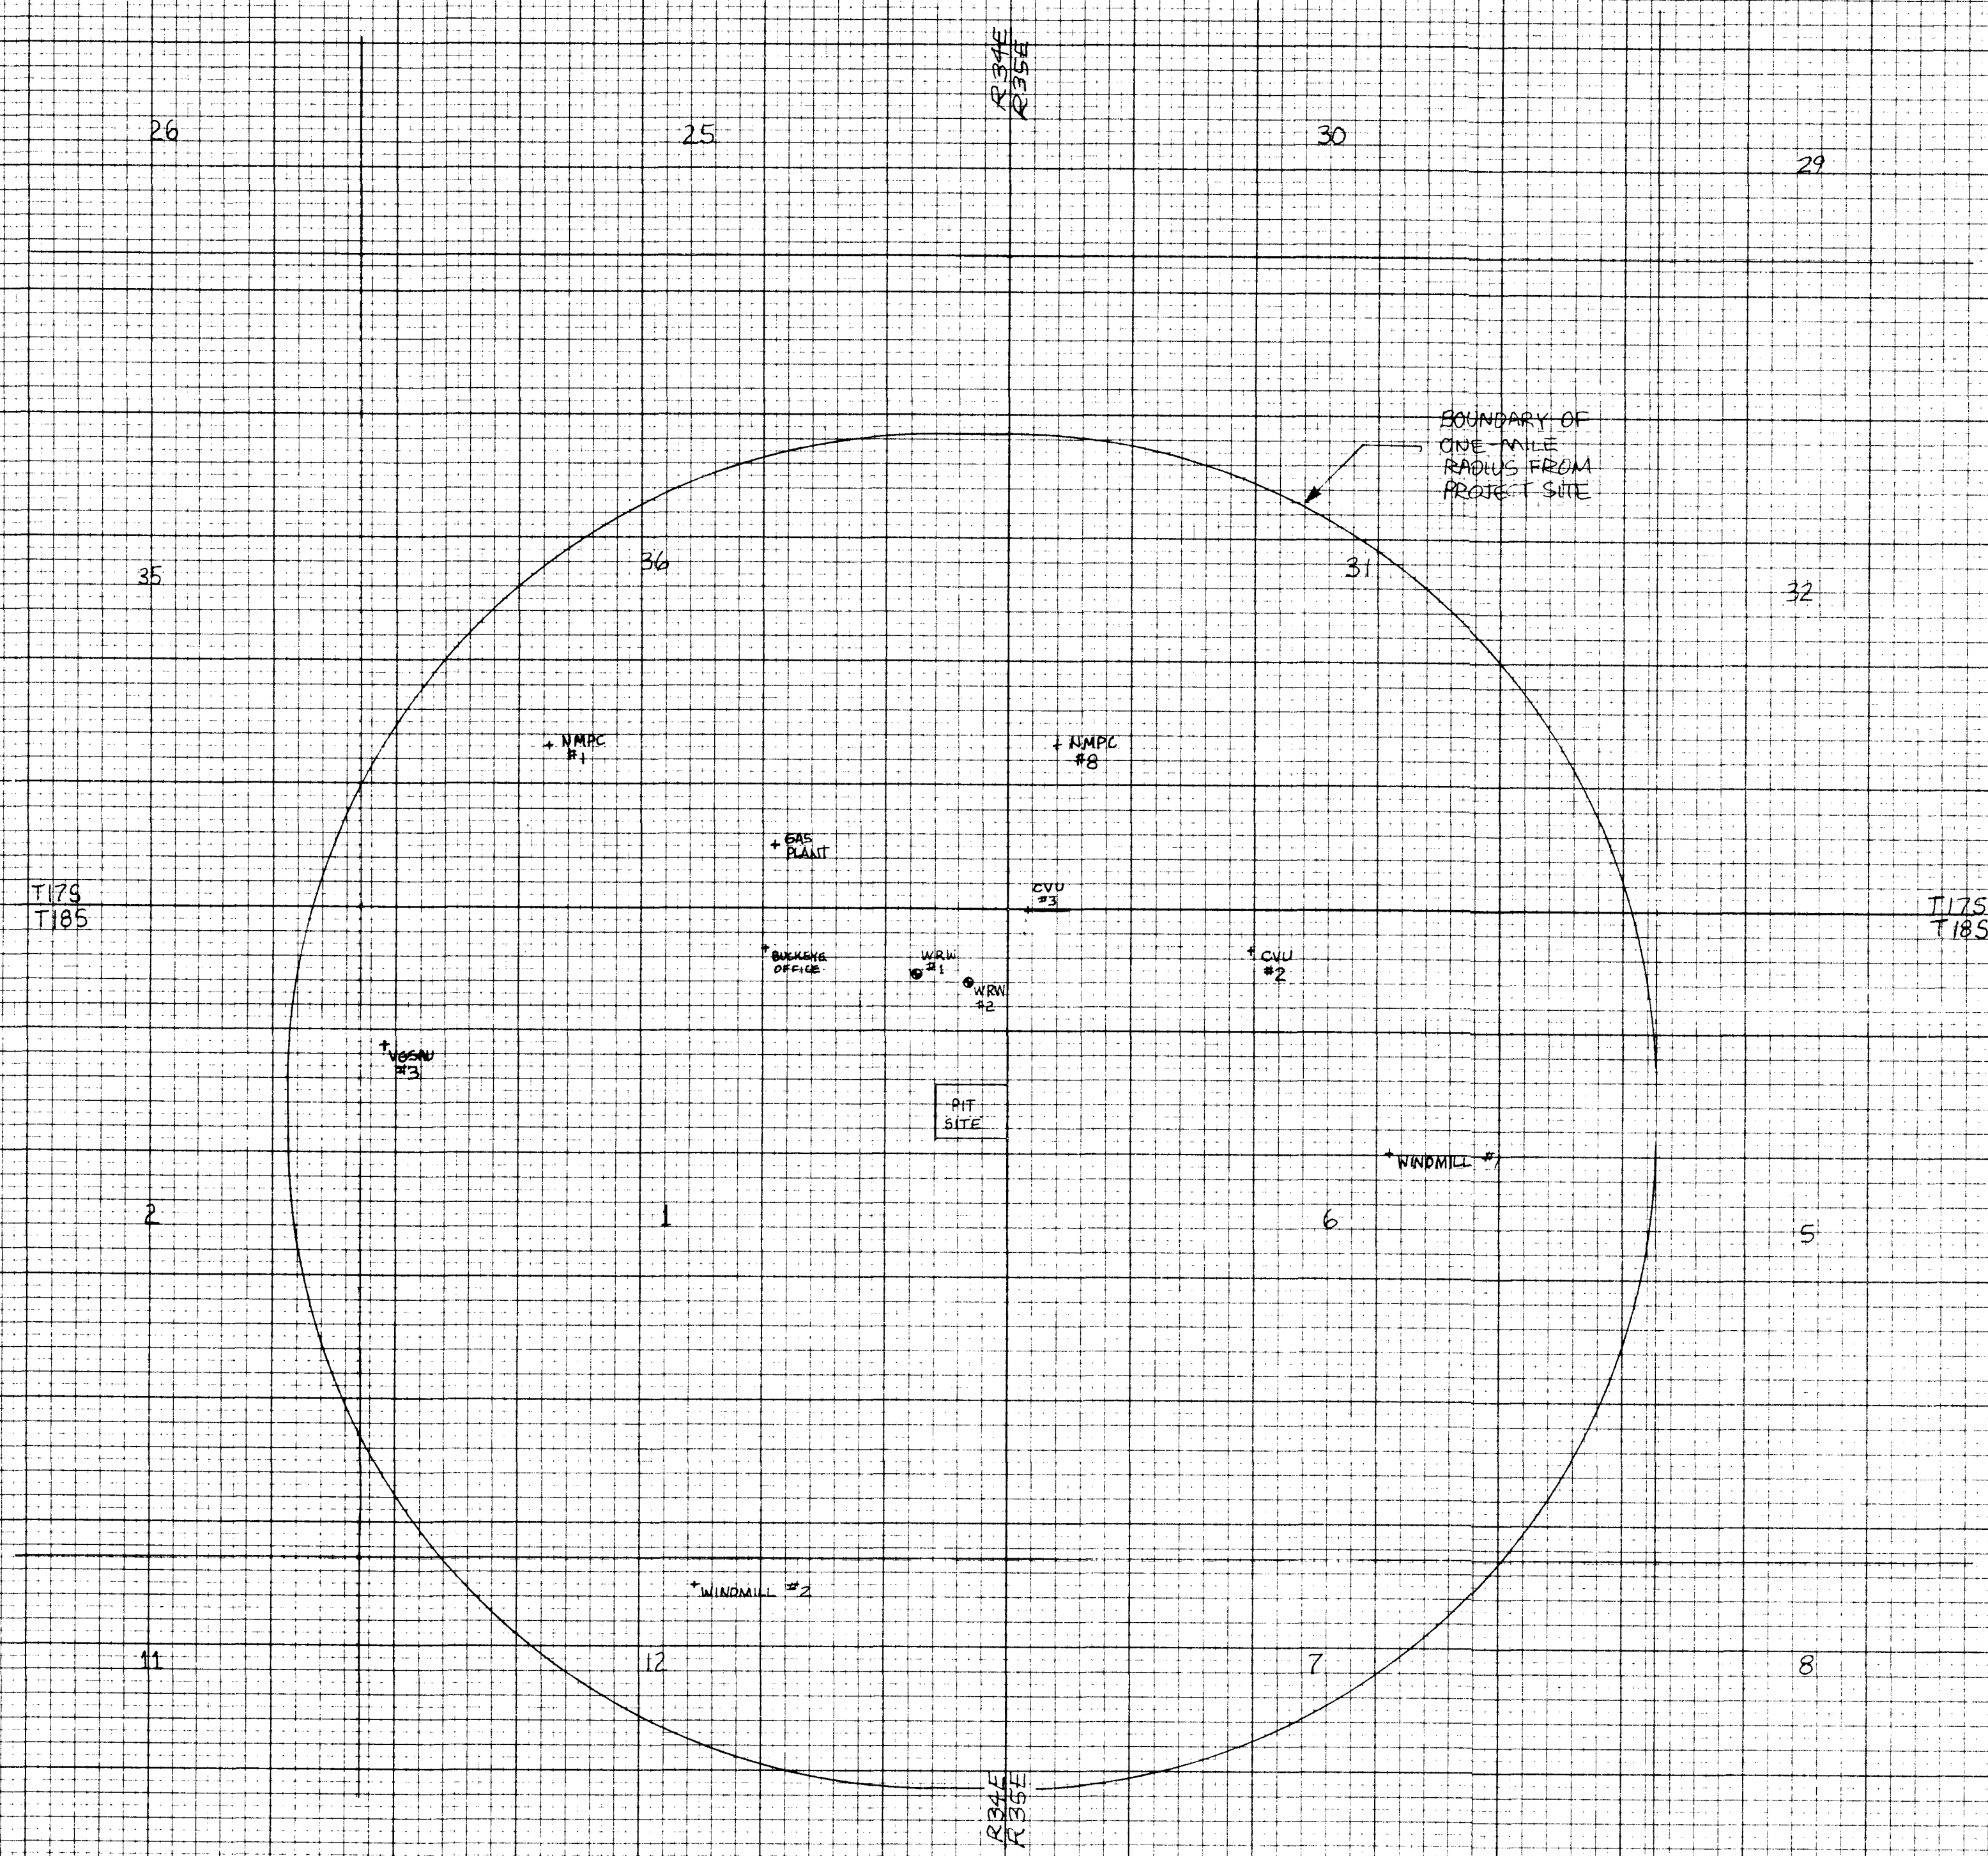 R34E
R35E
26
25
30
29
BOUNDARY OF
ONE-MILE
RADIUS FROM
PROJECT SITE
35
36
31
32
NMPC
#1
NMPC
#8
GAS
PLANT
CVU
#3
T17S
T18S
T17S
T18S
BUCKEYE
OFFICE
WRW
#1
WRW
#2
CVU
#2
VGSAU
#3
PIT
SITE
WINDMILL #1
2
1
6
5
WINDMILL #2
11
12
7
8
R34E
R35E